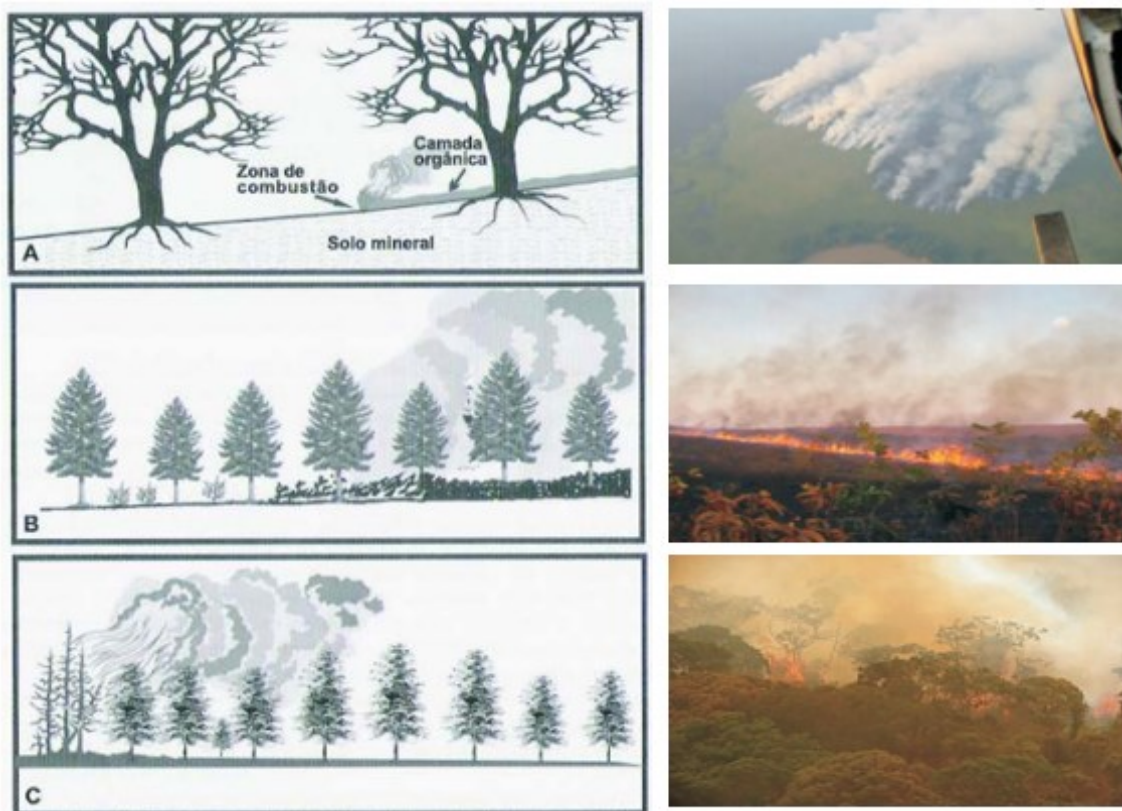 Camada
orgânica
Zona de
combustão
Solo mineral
A
B
C